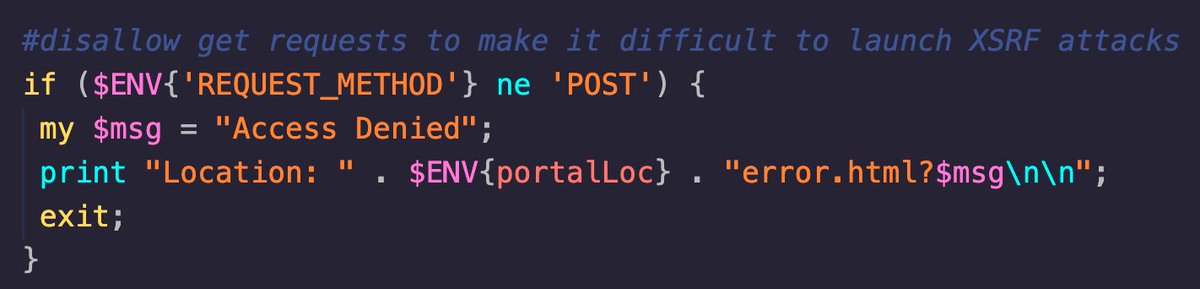 #disallow get requests to make it difficult to launch XSRF attacks
if ($ENV{'REQUEST_METHOD'} ne 'POST') {
my $msg = "Access Denied";
print "Location: " . $ENV{portalLoc} . "error.html?$msg\n\n";
exit;
}